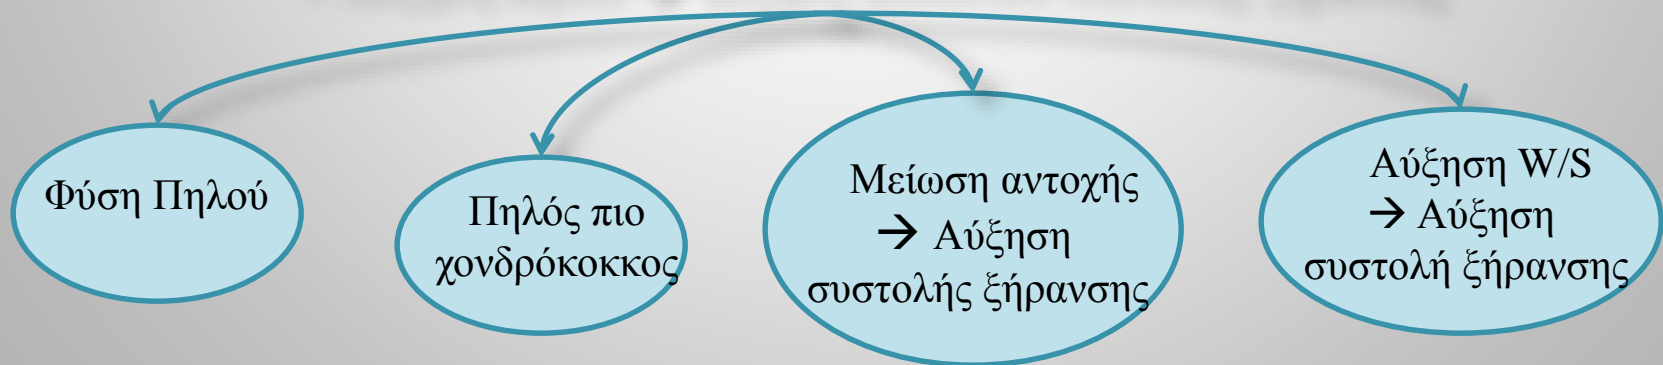 Φύση Πηλού
Πηλός πιο
χονδρόκοκκος
Μείωση αντοχής
→ Αύξηση
συστολής ξήρανσης
Αύξηση W/S
→ Αύξηση
συστολή ξήρανσης